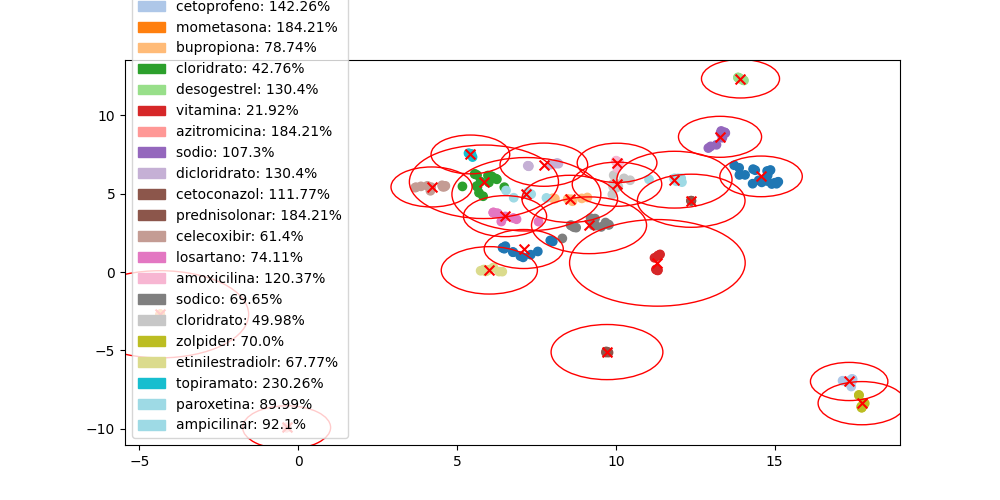 cetoprofeno: 142.26%
mometasona: 184.21%
bupropiona: 78.74%
cloridrato: 42.76%
desogestrel: 130.4%
vitamina: 21.92%
azitromicina: 184.21%
sodio: 107.3%
dicloridrato: 130.4%
cetoconazol: 111.77%
prednisolonar: 184.21%
celecoxibir: 61.4%
losartano: 74.11%
amoxicilina: 120.37%
sodico: 69.65%
cloridrato: 49.98%
zolpider: 70.0%
etinilestradiolr: 67.77%
topiramato: 230.26%
paroxetina: 89.99%
ampicilinar: 92.1%
10
5
0
−5
−10
−5
0
5
10
15